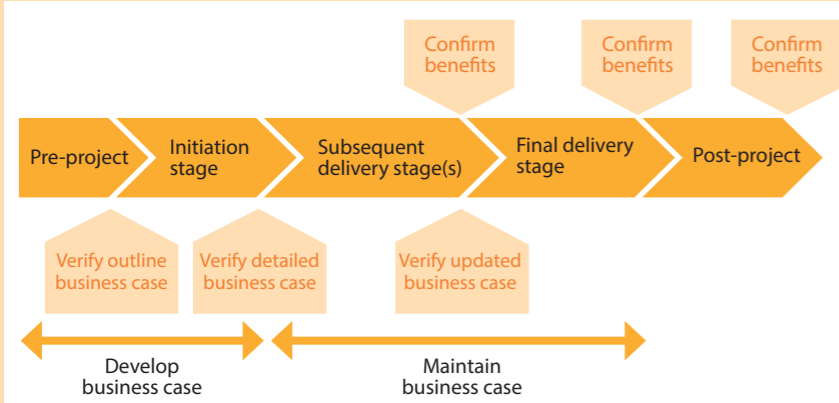 Confirm
benefits
Confirm
benefits
Confirm
benefits
Pre-project
Initiation
stage
Subsequent
delivery stage(s)
Final delivery
stage
Post-project
Verify outline
business case
Verify detailed
business case
Verify updated
business case
Develop
business case
Maintain
business case